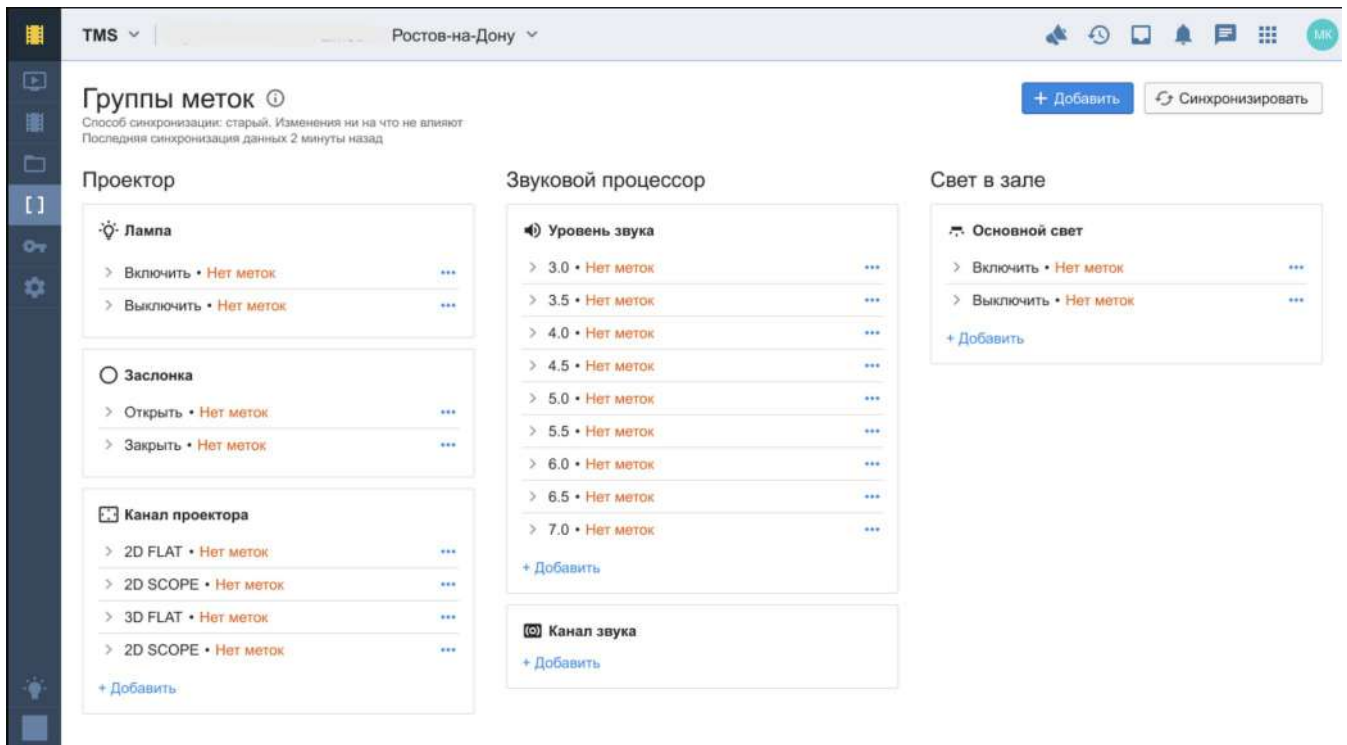 TMS
Ростов-на-Дону
МК
Группы меток
Способ синхронизации: старый. Изменения ни на что не влияют
Последняя синхронизация данных 2 минуты назад
+ Добавить
Синхронизировать
Проектор
Лампа
Включить • Нет меток
Выключить • Нет меток
Заслонка
Открыть • Нет меток
Закрыть • Нет меток
Канал проектора
2D FLAT • Нет меток
2D SCOPE • Нет меток
3D FLAT • Нет меток
2D SCOPE • Нет меток
+ Добавить
Звуковой процессор
Уровень звука
3.0 • Нет меток
3.5 • Нет меток
4.0 • Нет меток
4.5 • Нет меток
5.0 • Нет меток
5.5 • Нет меток
6.0 • Нет меток
6.5 • Нет меток
7.0 • Нет меток
+ Добавить
Канал звука
+ Добавить
Свет в зале
Основной свет
Включить • Нет меток
Выключить • Нет меток
+ Добавить